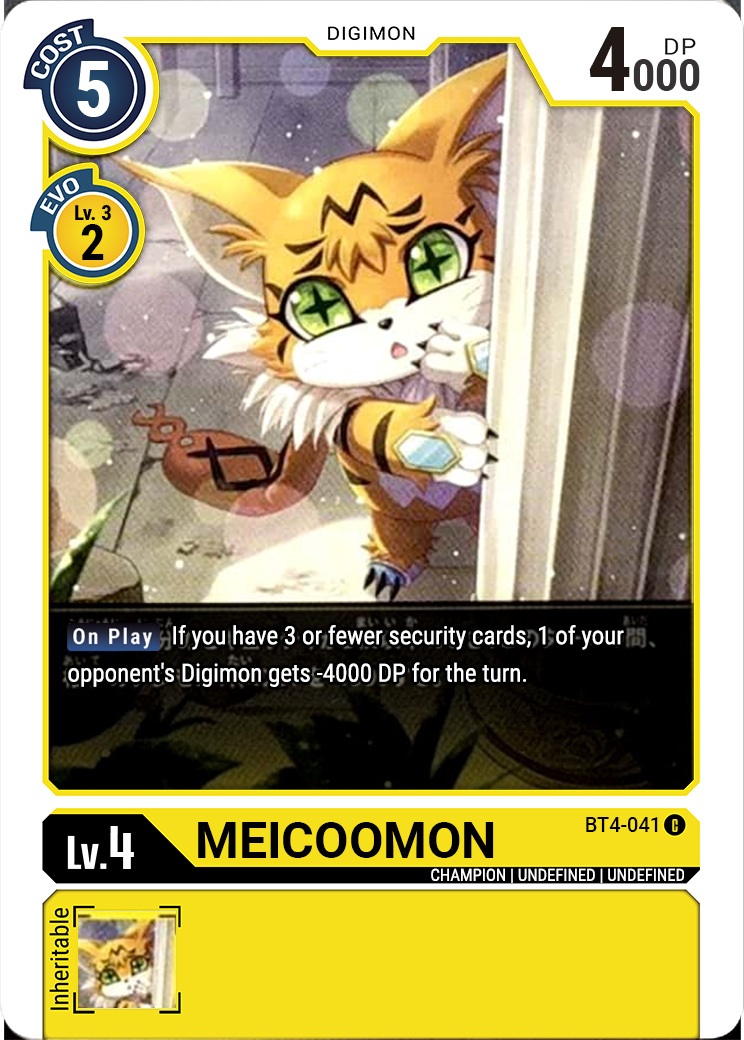 DIGIMON
COST
5
DP
4000
EVO
Lv. 3
2
On Play If you have 3 or fewer security cards, 1 of your
opponent's Digimon gets -4000 DP for the turn.
BT4-041 C
Lv.4
MEICOOMON
CHAMPION | UNDEFINED | UNDEFINED
Inheritable